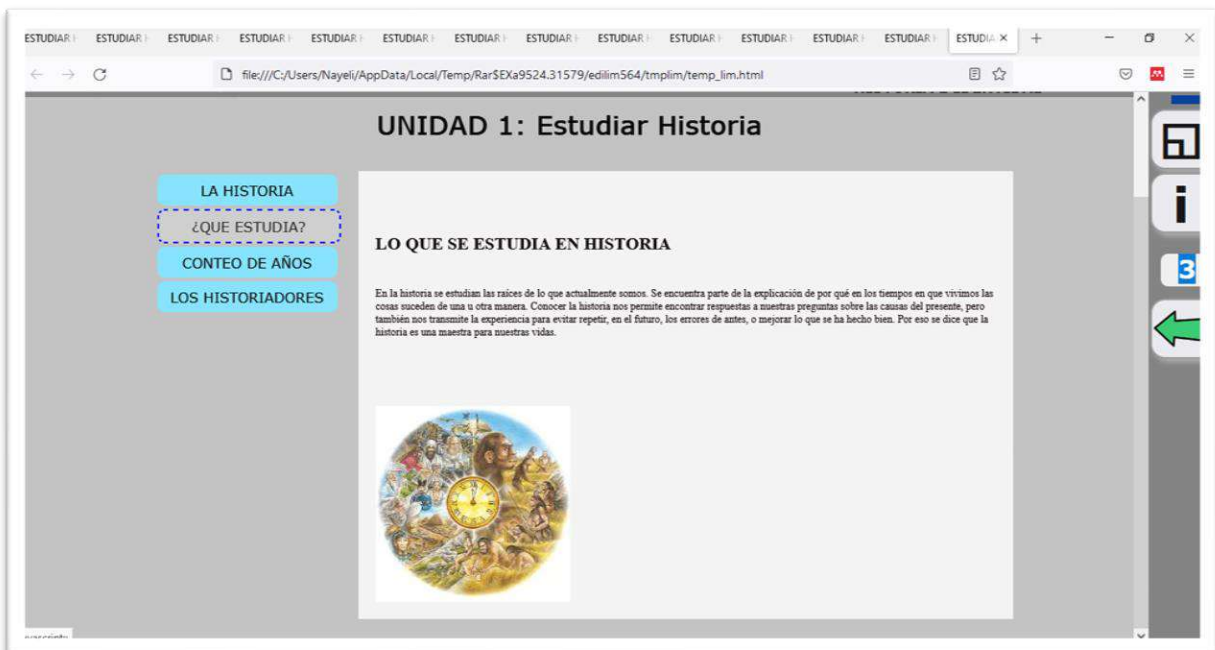 ESTUDIAR ESTUDIAR ESTUDIAR ESTUDIAR ESTUDIAR ESTUDIAR ESTUDIAR ESTUDIAR ESTUDIAR ESTUDIAR ESTUDIAR ESTUDIAR ESTUDIAR ESTUDIA
file:///C:/Users/Nayeli/AppData/Local/Temp/Rar$EXa9524.31579/edilim564/tmplim/temp_lim.html
UNIDAD 1: Estudiar Historia
LA HISTORIA
¿QUE ESTUDIA?
CONTEO DE AÑOS
LOS HISTORIADORES
LO QUE SE ESTUDIA EN HISTORIA
En la historia se estudian las raíces de lo que actualmente somos. Se encuentra parte de la explicación de por qué en los tiempos en que vivimos las
cosas suceden de una u otra manera. Conocer la historia nos permite encontrar respuestas a nuestras preguntas sobre las causas del presente, pero
también nos transmite la experiencia para evitar repetir, en el futuro, los errores de antes, o mejorar lo que se ha hecho bien. Por eso se dice que la
historia es una maestra para nuestras vidas.
i
3